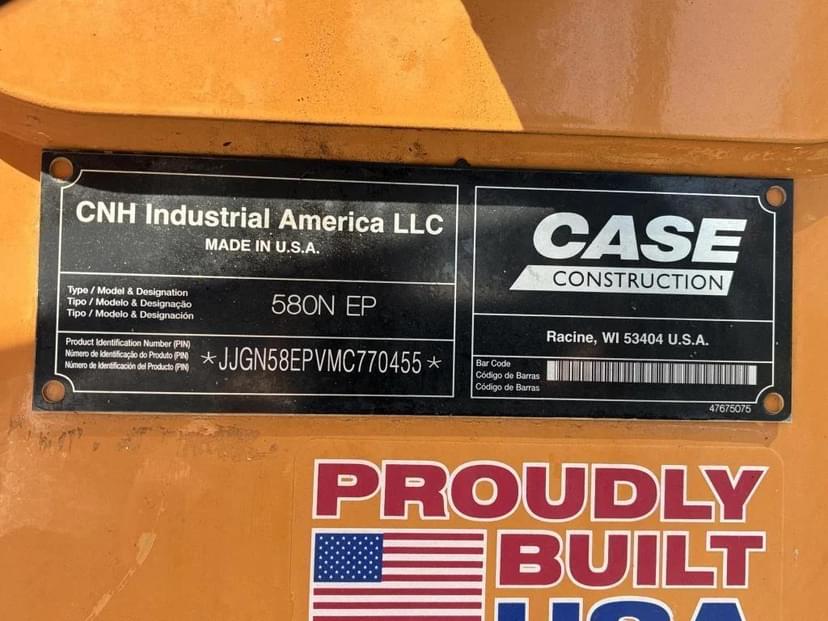 CNH Industrial America LLC
MADE IN U.S.A.
Type / Model & Designation
Tipo / Modelo & Designação
Tipo / Modelo & Designación
580N EP
Product Identification Number (PIN)
Número de Identificação do Produto (PIN)
Número de Identificación del Producto (PIN)
*JJGN58EPVMC770455*
CASE
CONSTRUCTION
Racine, WI 53404 U.S.A.
Bar Code
Código de Barras
Código de Barras
47675075
PROUDLY
BUILT
USA